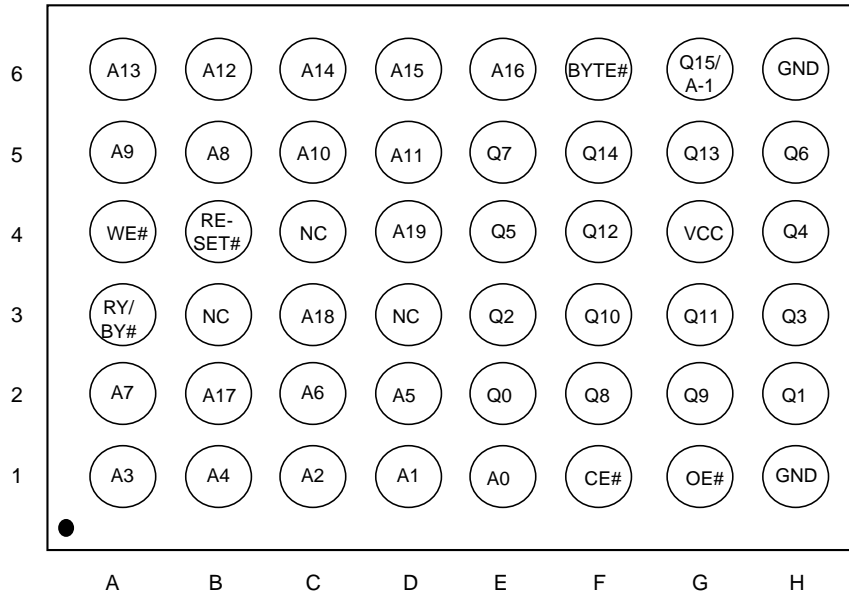 6 A13 A12 A14 A15 A16 BYTE# Q15/ A-1 GND
5 A9 A8 A10 A11 Q7 Q14 Q13 Q6
4 WE# RE- SET# NC A19 Q5 Q12 VCC Q4
3 RY/ BY# NC A18 NC Q2 Q10 Q11 Q3
2 A7 A17 A6 A5 Q0 Q8 Q9 Q1
1 A3 A4 A2 A1 A0 CE# OE# GND
A B C D E F G H